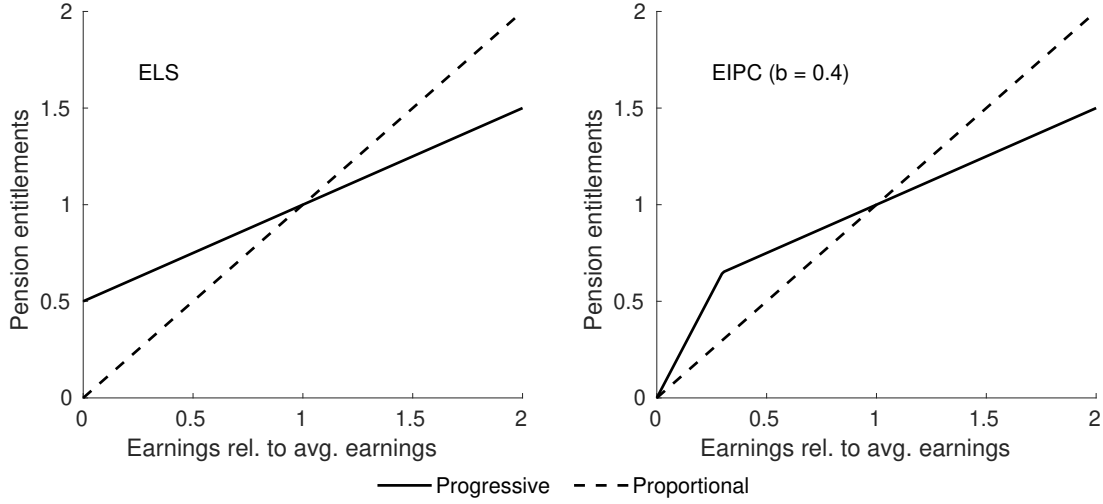 ELS
Pension entitlements
2
1.5
1
0.5
0
0 0.5 1 1.5 2
Earnings rel. to avg. earnings
EIPC (b = 0.4)
Pension entitlements
2
1.5
1
0.5
0
0 0.5 1 1.5 2
Earnings rel. to avg. earnings
Progressive Proportional